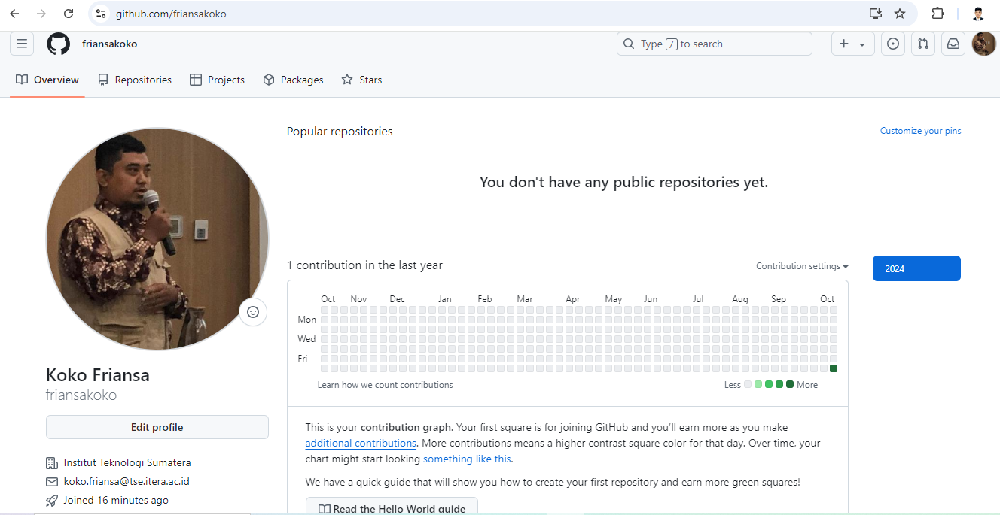 github.com/friansakoko
friansakoko
Type / to search
Overview
Repositories
Projects
Packages
Stars
Popular repositories
Customize your pins
You don't have any public repositories yet.
1 contribution in the last year
Contribution settings
2024
Oct Nov Dec Jan Feb Mar Apr May Jun Jul Aug Sep Oct
Mon
Wed
Fri
Learn how we count contributions
Less
More
This is your contribution graph. Your first square is for joining GitHub and you'll earn more as you make
additional contributions. More contributions means a higher contrast square color for that day. Over time, your
chart might start looking something like this.
We have a quick guide that will show you how to create your first repository and earn more green squares!
Read the Hello World guide
Koko Friansa
friansakoko
Edit profile
Institut Teknologi Sumatera
koko.friansa@tse.itera.ac.id
Joined 16 minutes ago